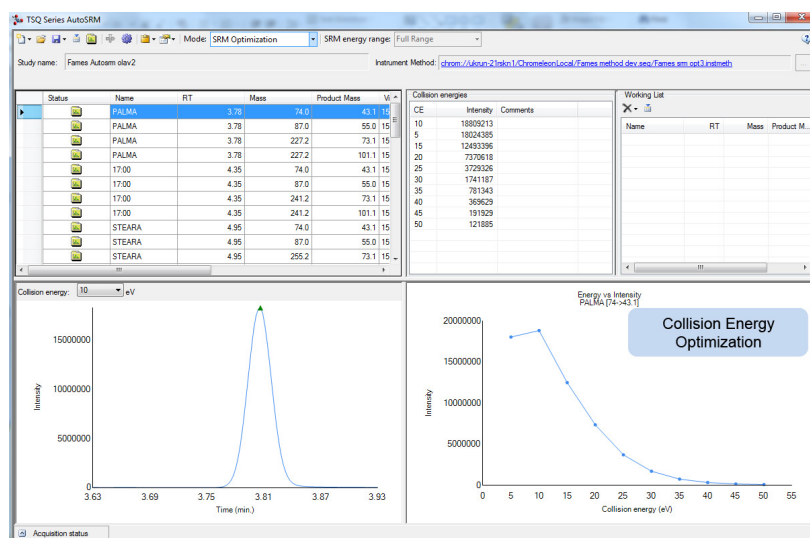 TSQ Series AutoSRM
Mode: SRM Optimization SRM energy range: Full Range
Study name: Fames Autosrm olav2 Instrument Method: chrom://ukrun-21rskn1/ChromeleonLocal/Fames method dev.seq/Fames srm opt3.instmeth ...
Status Name RT Mass Product Mass Vi
PALMA 3.78 74.0 43.1 15
PALMA 3.78 87.0 55.0 15
PALMA 3.78 227.2 73.1 15
PALMA 3.78 227.2 101.1 15
17:00 4.35 74.0 43.1 15
17:00 4.35 87.0 55.0 15
17:00 4.35 241.2 73.1 15
17:00 4.35 241.2 101.1 15
STEARA 4.95 74.0 43.1 15
STEARA 4.95 87.0 55.0 15
STEARA 4.95 255.2 73.1 15
Collision energies
CE Intensity Comments
10 18809213
5 18024385
15 12493396
20 7370618
25 3729326
30 1741187
35 781343
40 369629
45 191929
50 121885
Working List
Name RT Mass Product M...
Collision energy: 10 eV
15000000
10000000
5000000
0
Intensity
3.63 3.69 3.75 3.81 3.87 3.93
Time (min.)
Energy vs Intensity
PALMA [74->43.1]
Collision Energy
Optimization
20000000
15000000
10000000
5000000
0
Intensity
0 5 10 15 20 25 30 35 40 45 50 55
Collision energy (eV)
Acquisition status